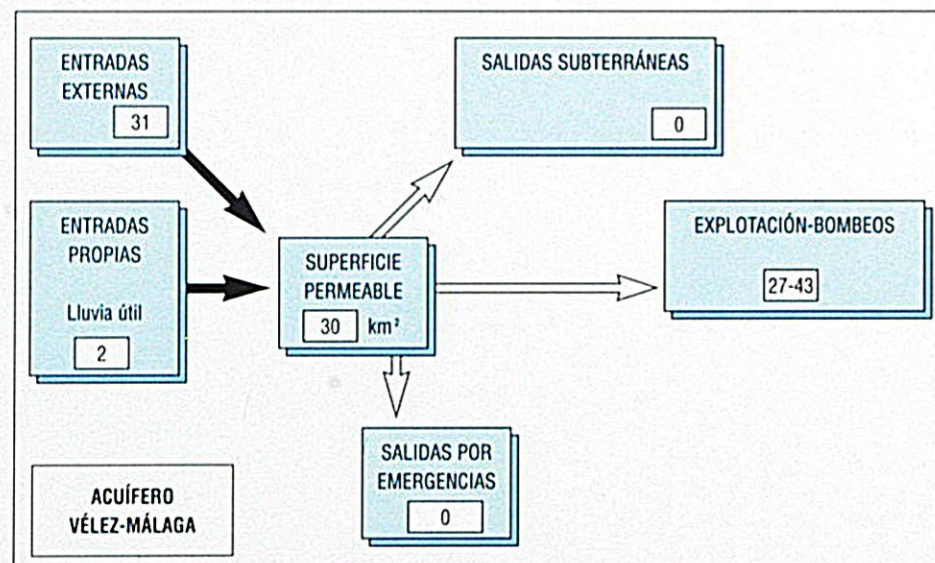 ENTRADAS
EXTERNAS
31
SALIDAS SUBTERRÁNEAS
0
ENTRADAS
PROPIAS
Lluvia útil
2
SUPERFICIE
PERMEABLE
30 km²
EXPLOTACIÓN-BOMBEOS
27-43
SALIDAS POR
EMERGENCIAS
0
ACUÍFERO
VÉLEZ-MÁLAGA